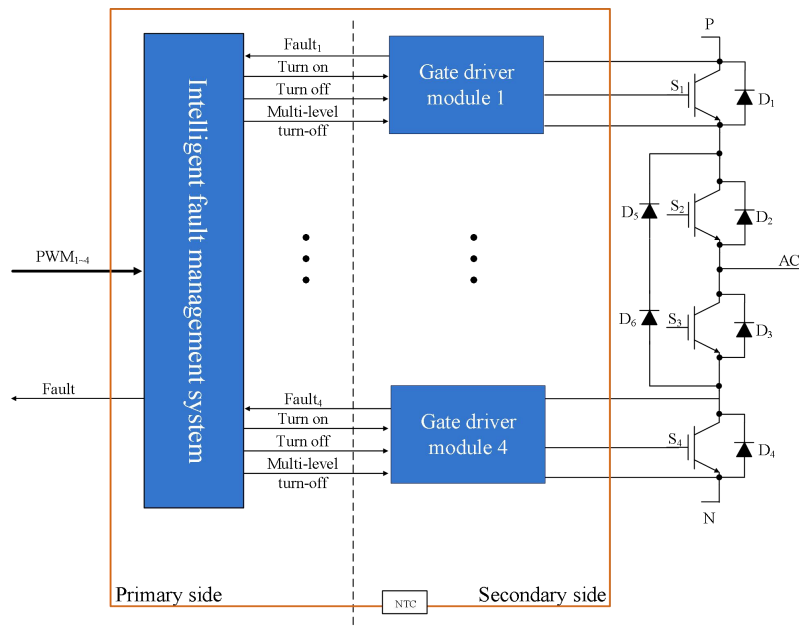 Intelligent fault management system
PWM1~4
Fault
Fault1
Turn on
Turn off
Multi-level
turn-off
Gate driver
module 1
Fault4
Turn on
Turn off
Multi-level
turn-off
Gate driver
module 4
P
S1
D1
D5
S2
D2
AC
D6
S3
D3
S4
D4
N
Primary side
NTC
Secondary side